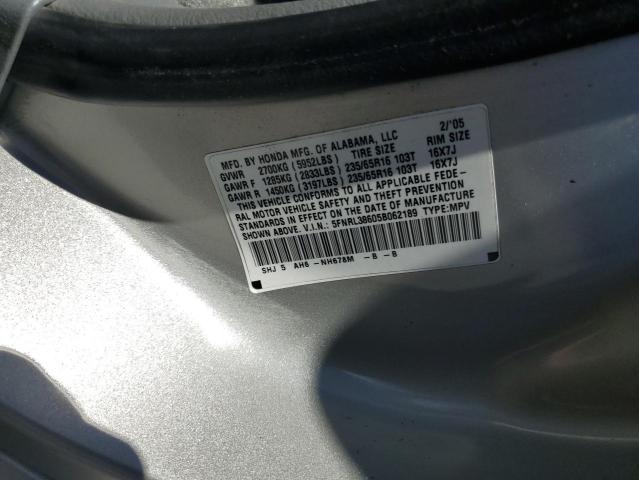 MFD. BY HONDA MFG. OF ALABAMA, LLC 2/'05
GVWR 2700KG (5952LBS) TIRE SIZE RIM SIZE
GAWR F 1285KG (2833LBS) 235/65R16 103T 16X7J
GAWR R 1450KG (3197LBS) 235/65R16 103T 16X7J
THIS VEHICLE CONFORMS TO ALL APPLICABLE FEDE-
RAL MOTOR VEHICLE SAFETY AND THEFT PREVENTION
STANDARDS IN EFFECT ON THE DATE OF MANUFACTURE
SHOWN ABOVE. V.I.N.: 5FNRL38605B062189 TYPE:MPV
SHJ 5 AH6 -NH678M -B -B